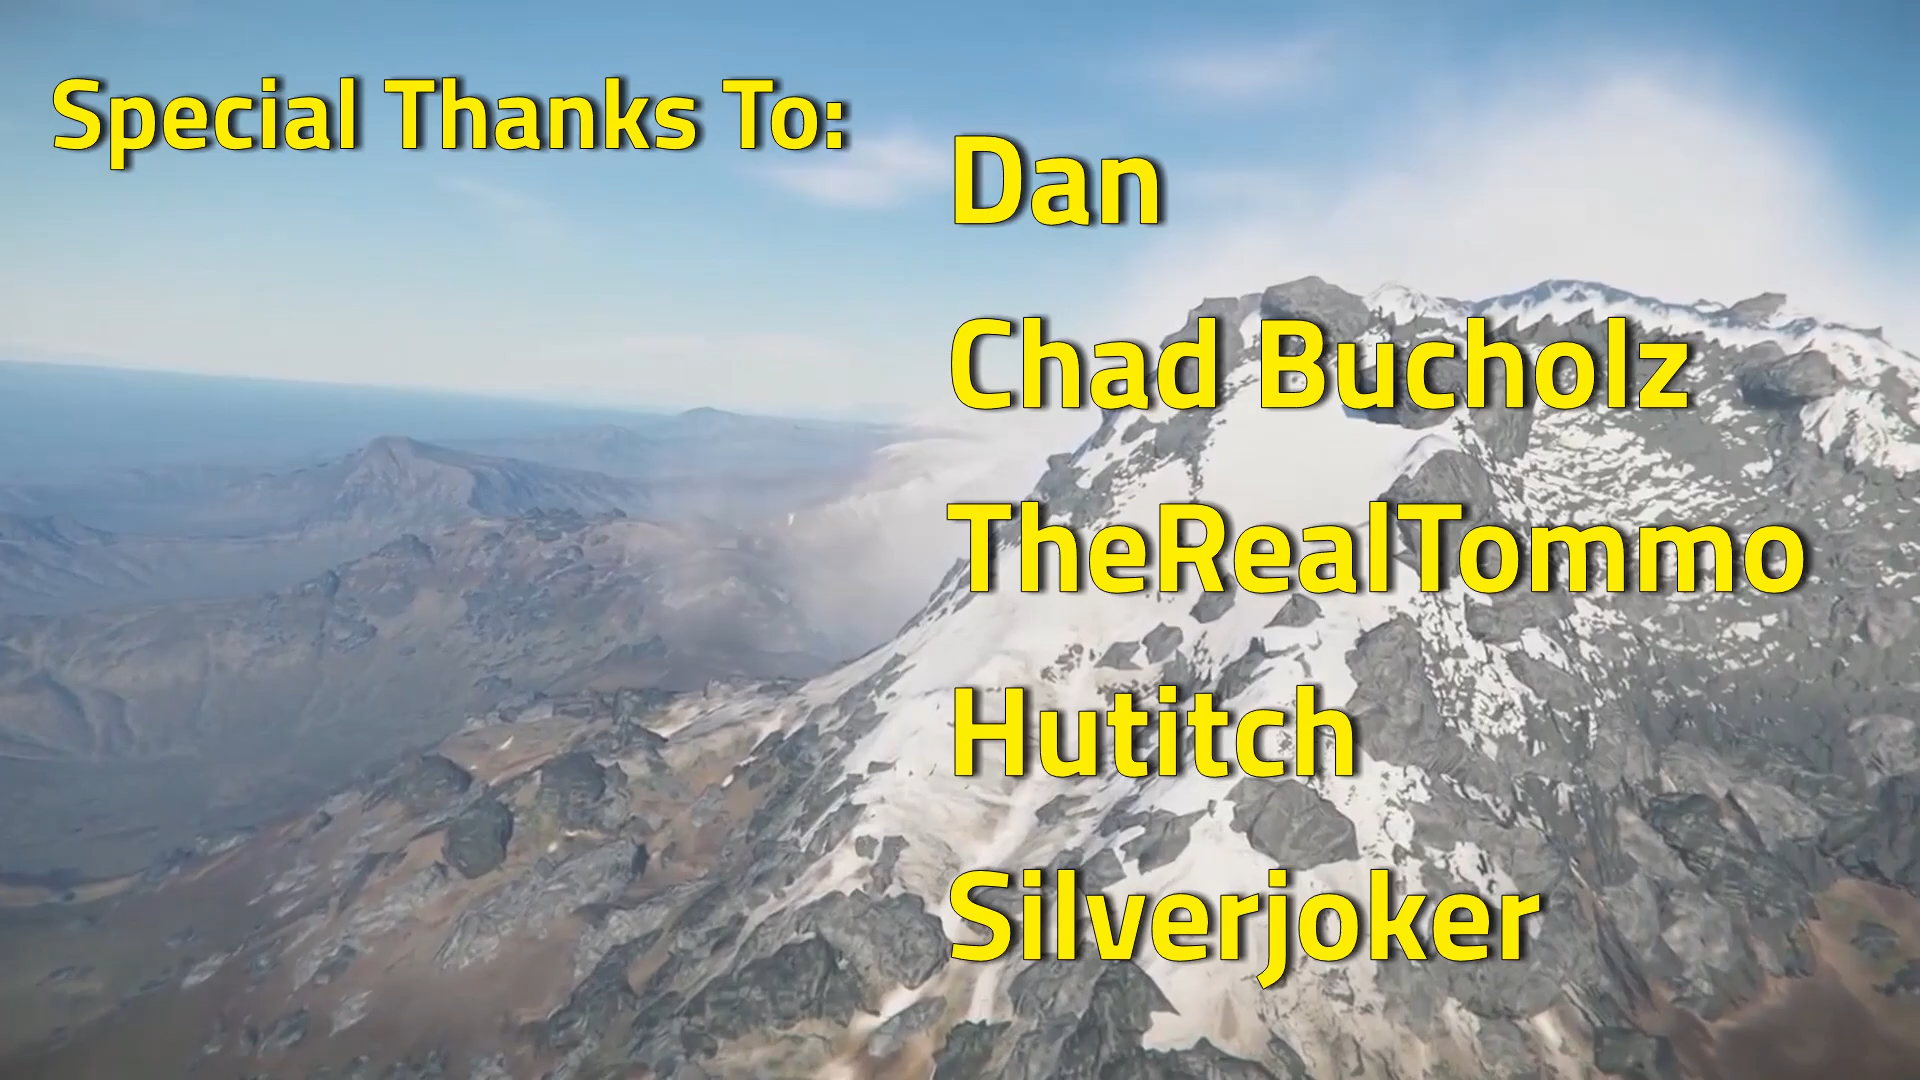 Special Thanks To:
Dan
Chad Bucholz
TheRealTommo
Hutitch
Silverjoker